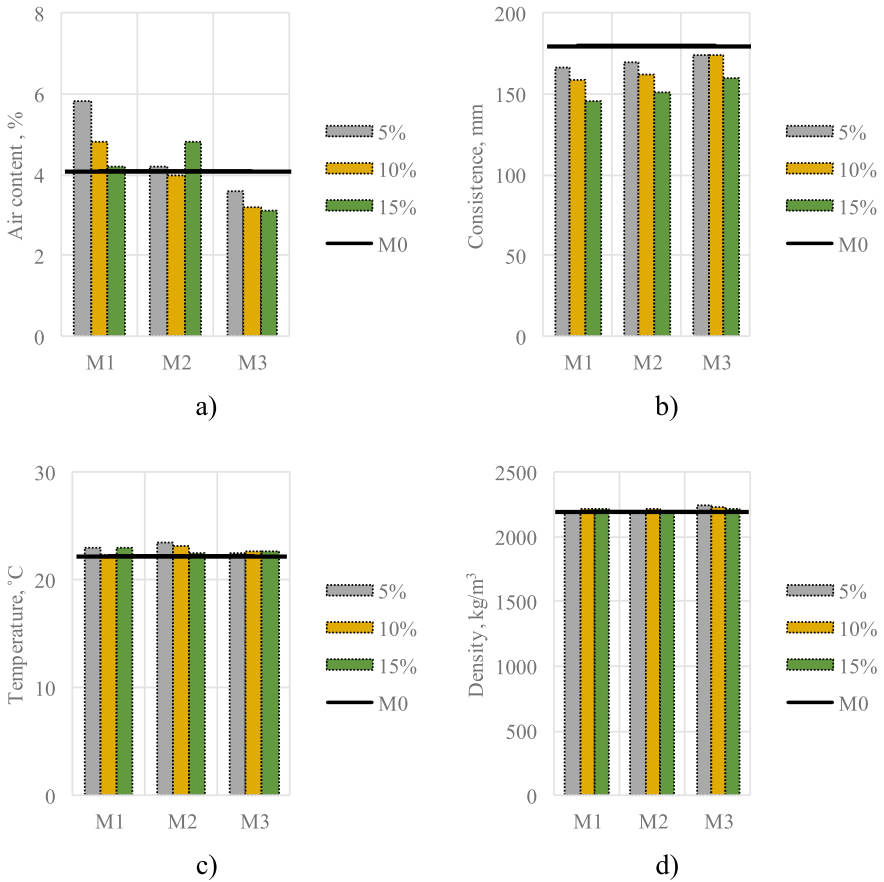 8
6
4
2
0
Air content , %
M1 M2 M3
5%
10%
15%
M0
a)
200
150
100
50
0
Consistence, mm
M1 M2 M3
5%
10%
15%
M0
b)
30
20
10
0
Temperature, ˚C
M1 M2 M3
5%
10%
15%
M0
c)
2500
2000
1500
1000
500
0
Density, kg/m³
M1 M2 M3
5%
10%
15%
M0
d)